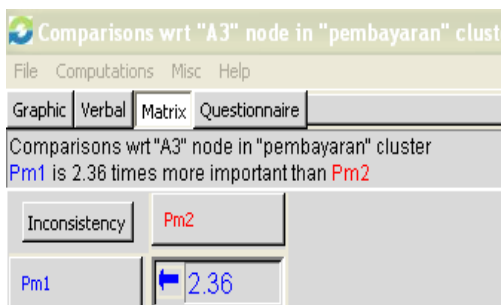 Comparisons wrt "A3" node in "pembayaran" clust
File Computations Misc Help
Graphic Verbal Matrix Questionnaire
Comparisons wrt "A3" node in "pembayaran" cluster
Pm1 is 2.36 times more important than Pm2
Inconsistency Pm2
Pm1 2.36